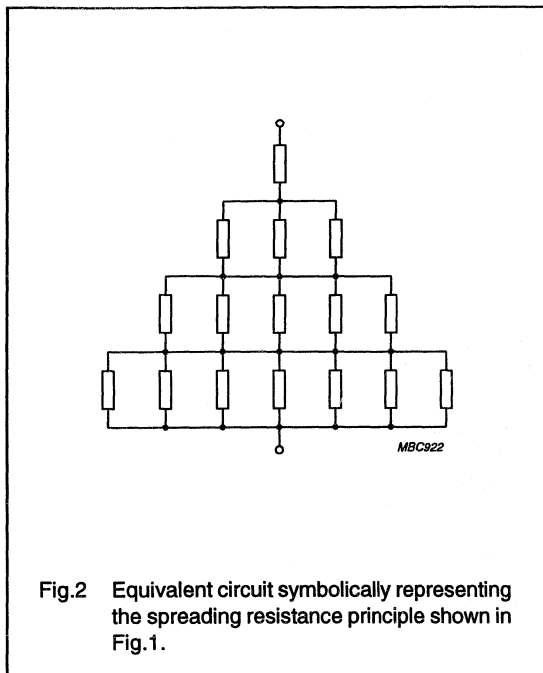 MBC922
Fig.2 Equivalent circuit symbolically representing
the spreading resistance principle shown in
Fig.1.